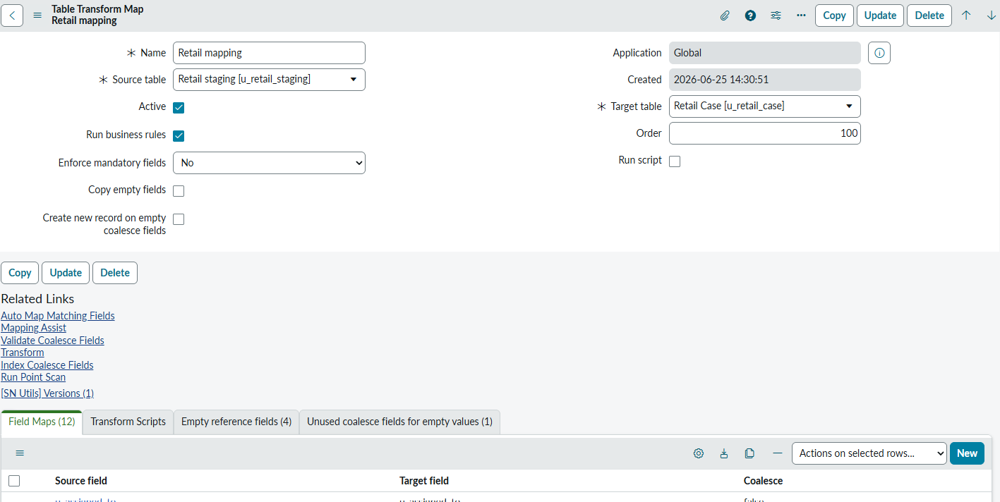 Table Transform Map
Retail mapping
Copy
Update
Delete
Name
Retail mapping
Application
Global
Source table
Retail staging [u_retail_staging]
Created
2026-06-25 14:30:51
Active
Target table
Retail Case [u_retail_case]
Run business rules
Order
100
Enforce mandatory fields
No
Run script
Copy empty fields
Create new record on empty
coalesce fields
Copy
Update
Delete
Related Links
Auto Map Matching Fields
Mapping Assist
Validate Coalesce Fields
Transform
Index Coalesce Fields
Run Point Scan
[SN Utils] Versions (1)
Field Maps (12)
Transform Scripts
Empty reference fields (4)
Unused coalesce fields for empty values (1)
Actions on selected rows...
New
Source field
Target field
Coalesce
u_assigned_to
u_assigned_to
false